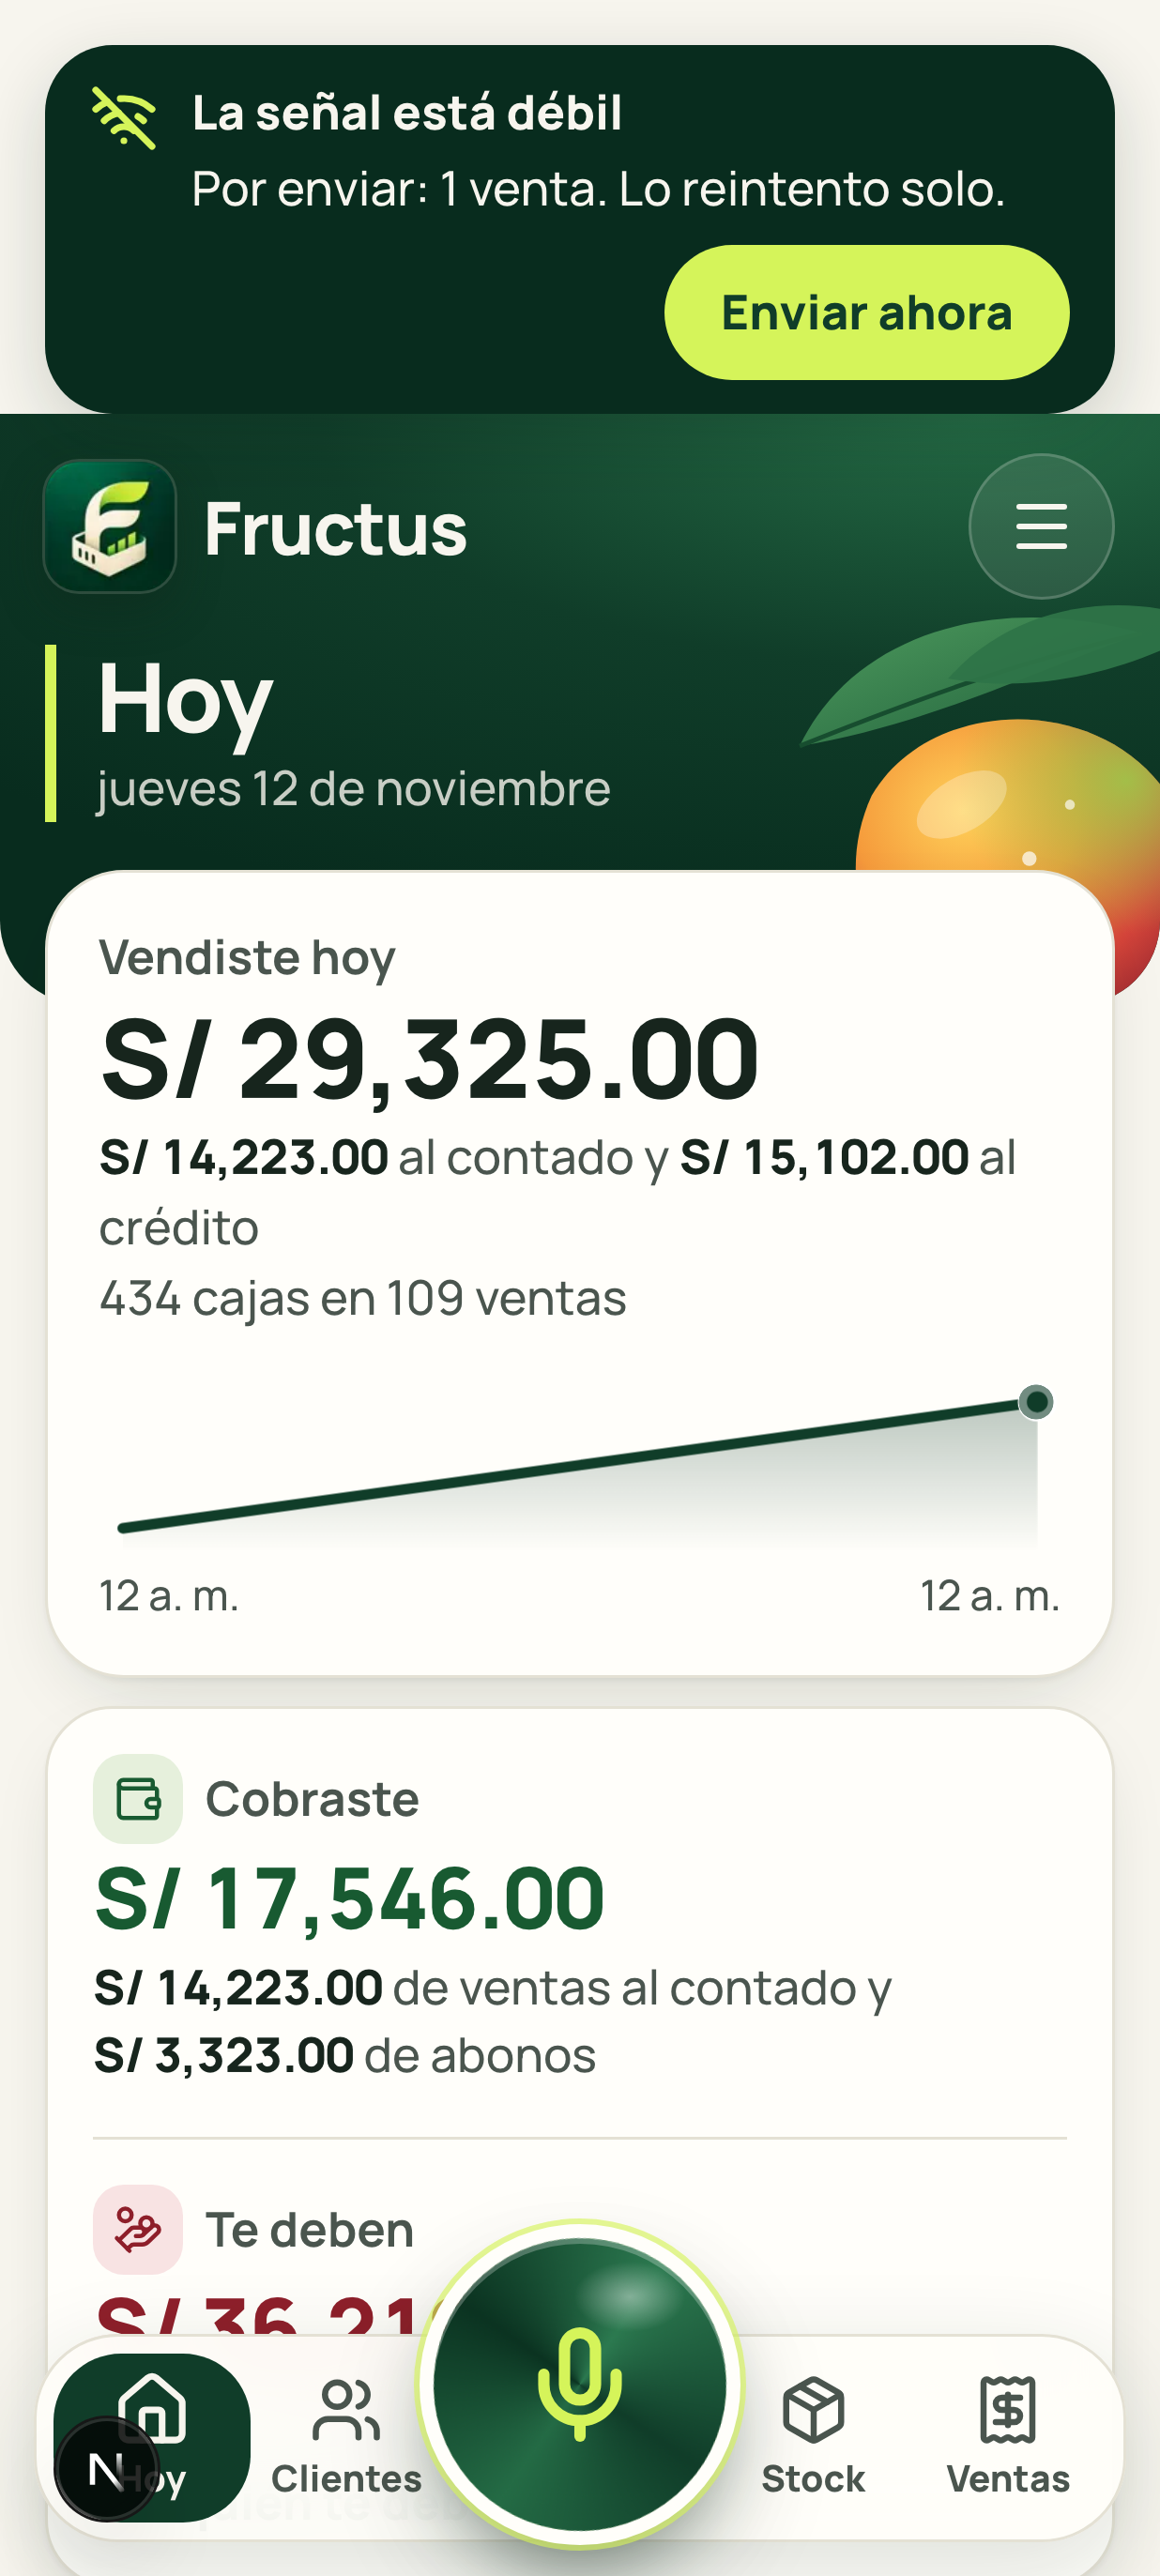 La señal está débil
Por enviar: 1 venta. Lo reintento solo.
Enviar ahora
Fructus
Hoy
jueves 12 de noviembre
Vendiste hoy
S/ 29,325.00
S/ 14,223.00 al contado y S/ 15,102.00 al
crédito
434 cajas en 109 ventas
12 a. m. 12 a. m.
Cobraste
S/ 17,546.00
S/ 14,223.00 de ventas al contado y
S/ 3,323.00 de abonos
Te deben
S/ 36,21
N Hoy Clientes Stock Ventas